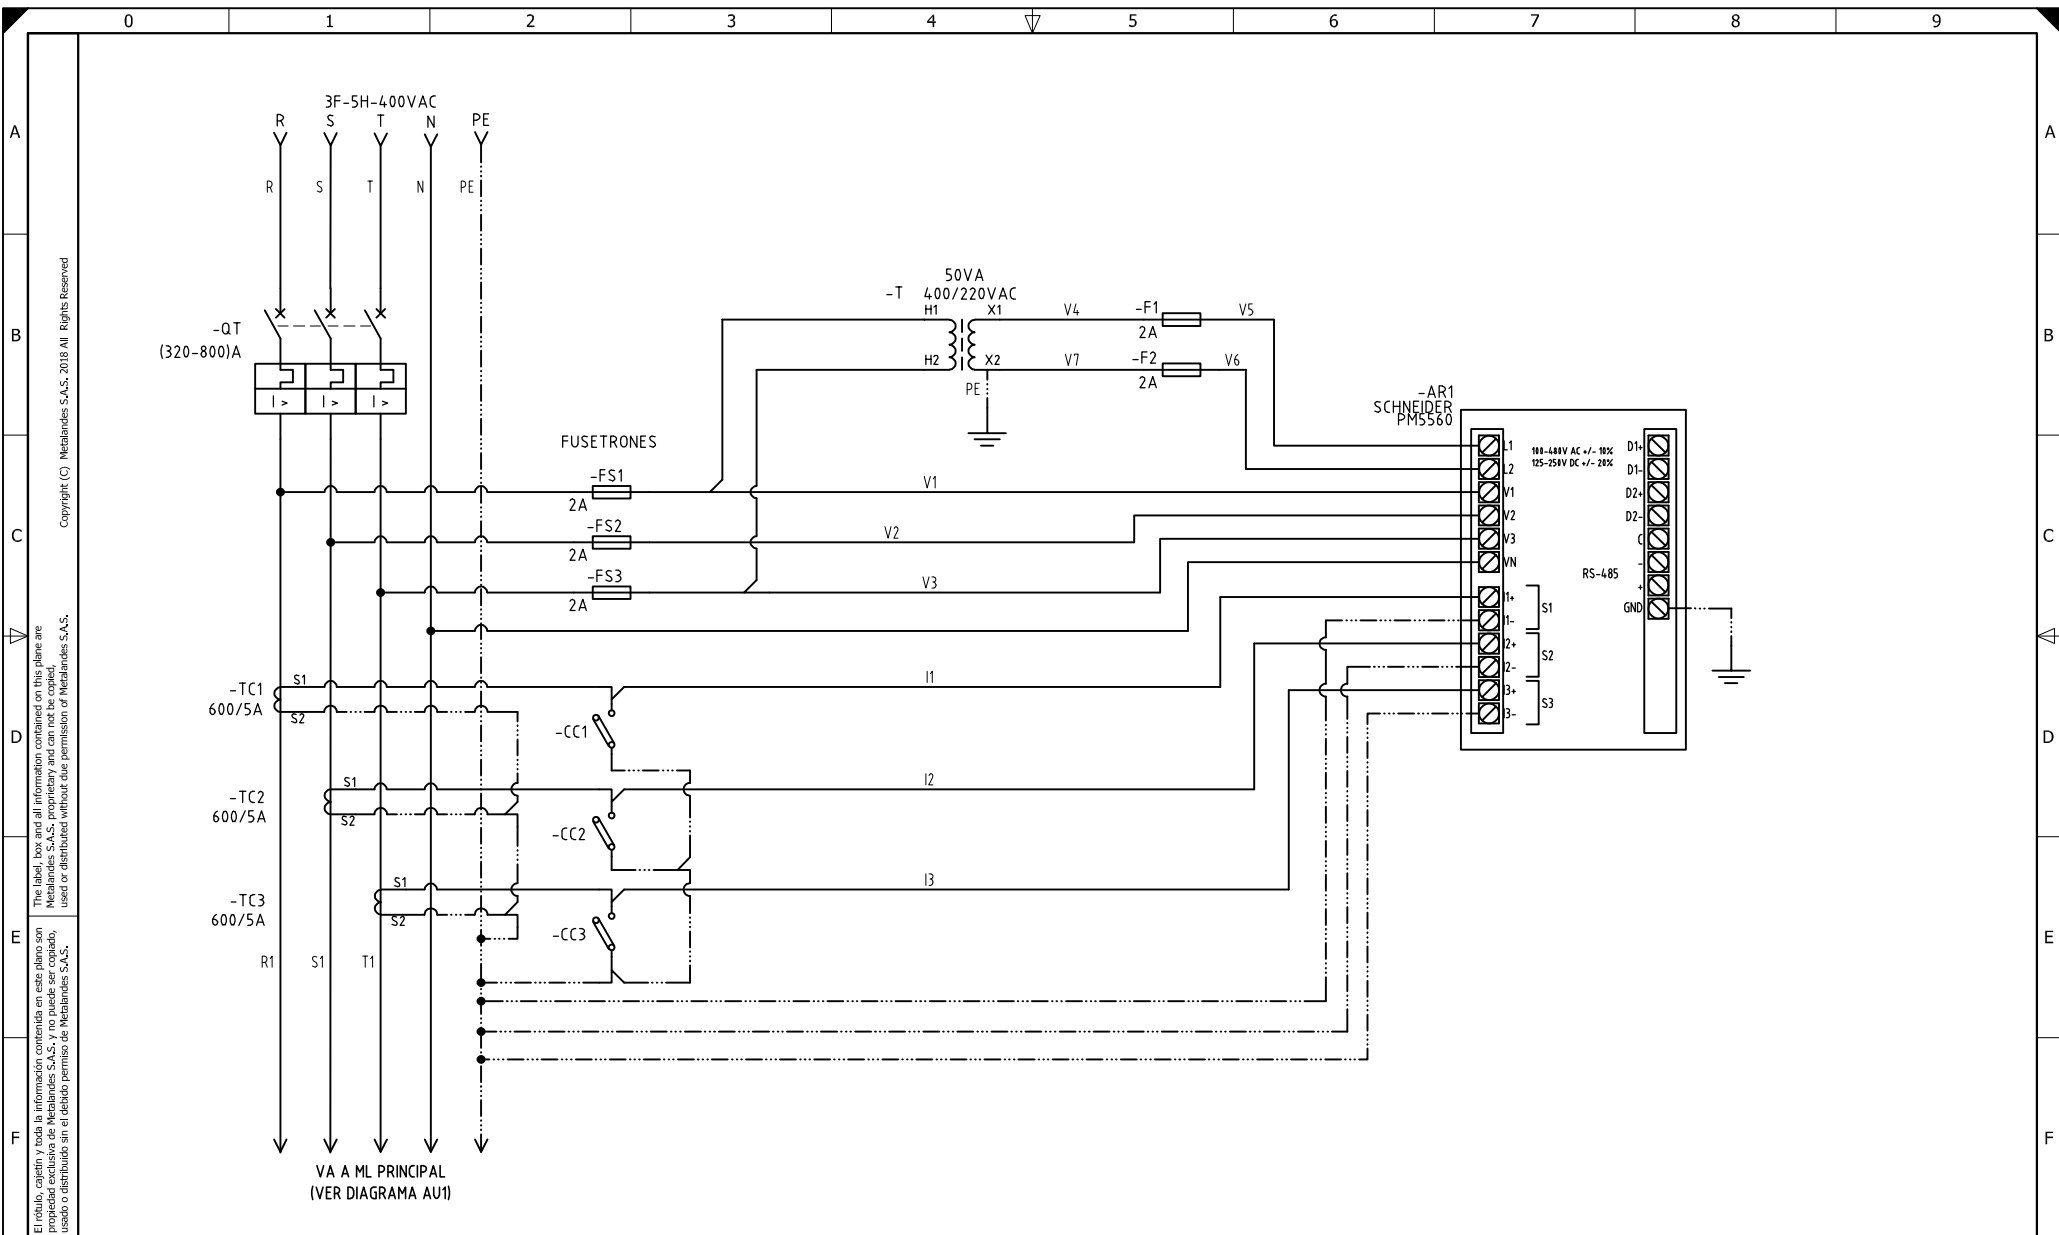 0 1 2 3 4 5 6 7 8 9
A
B
C
D
E
F
A
B
C
D
E
F
Copyright (C) Metalandes S.A.S. 2018 All Rights Reserved
The label, box and all information contained on this plane are
Metalandes S.A.S. proprietary and can not be copied,
used or distributed without due permission of Metalandes S.A.S.
El rótulo, cajetín y toda la información contenida en este plano son
propiedad exclusiva de Metalandes S.A.S. y no puede ser copiado,
usado o distribuido sin el debido permiso de Metalandes S.A.S.
3F-5H-400VAC
R S T N PE
R S T N PE
-QT
(320-800)A
I > I > I >
50VA
-T 400/220VAC
H1 X1 V4 -F1 V5
2A
H2 X2 V7 -F2 V6
2A
PE
FUSETRONES
-FS1
2A
V1
-FS2
2A
V2
-FS3
2A
V3
-AR1
SCHNEIDER
PM5560
100-480V AC +/- 10%
125-250V DC +/- 20%
L1
L2
V1
V2
V3
VN
I1+
I1-
I2+
I2-
I3+
I3-
S1
S2
S3
RS-485
D1+
D1-
D2+
D2-
C
-
+
GND
-TC1
600/5A
S1
S2
-CC1
I1
-TC2
600/5A
S1
S2
-CC2
I2
-TC3
600/5A
S1
S2
-CC3
I3
R1 S1 T1
VA A ML PRINCIPAL
(VER DIAGRAMA AU1)